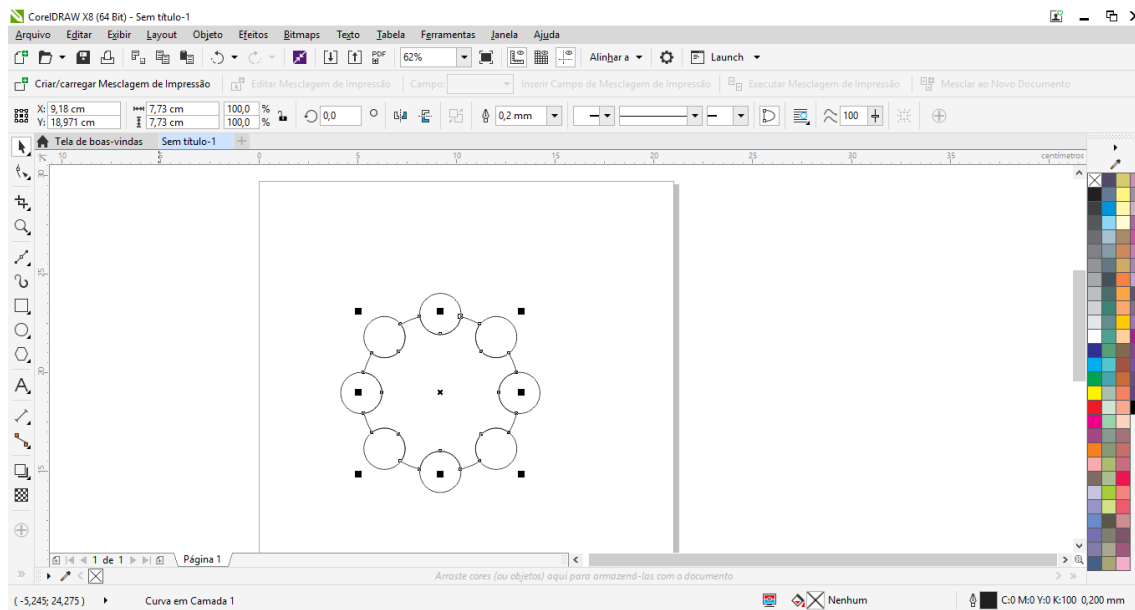 CorelDRAW X8 (64 Bit) - Sem título-1
Arquivo Editar Exibir Layout Objeto Efeitos Bitmaps Texto Tabela Ferramentas Janela Ajuda
PDF 62% Alinhar a Launch
Criar/carregar Mesclagem de Impressão Editar Mesclagem de Impressão Campo: Inserir Campo de Mesclagem de Impressão Executar Mesclagem de Impressão Mesclar ao Novo Documento
X: 9,18 cm 7,73 cm 100,0 % 0,0 ° 0,2 mm 100
Y: 18,971 cm 7,73 cm 100,0 %
Tela de boas-vindas Sem título-1
10 5 0 5 10 15 20 25 30 35 centímetros
30
25
20
15
1 de 1 Página 1
Arraste cores (ou objetos) aqui para armazená-las com o documento
( -5,245; 24,275 ) Curva em Camada 1 Nenhum C:0 M:0 Y:0 K:100 0,200 mm